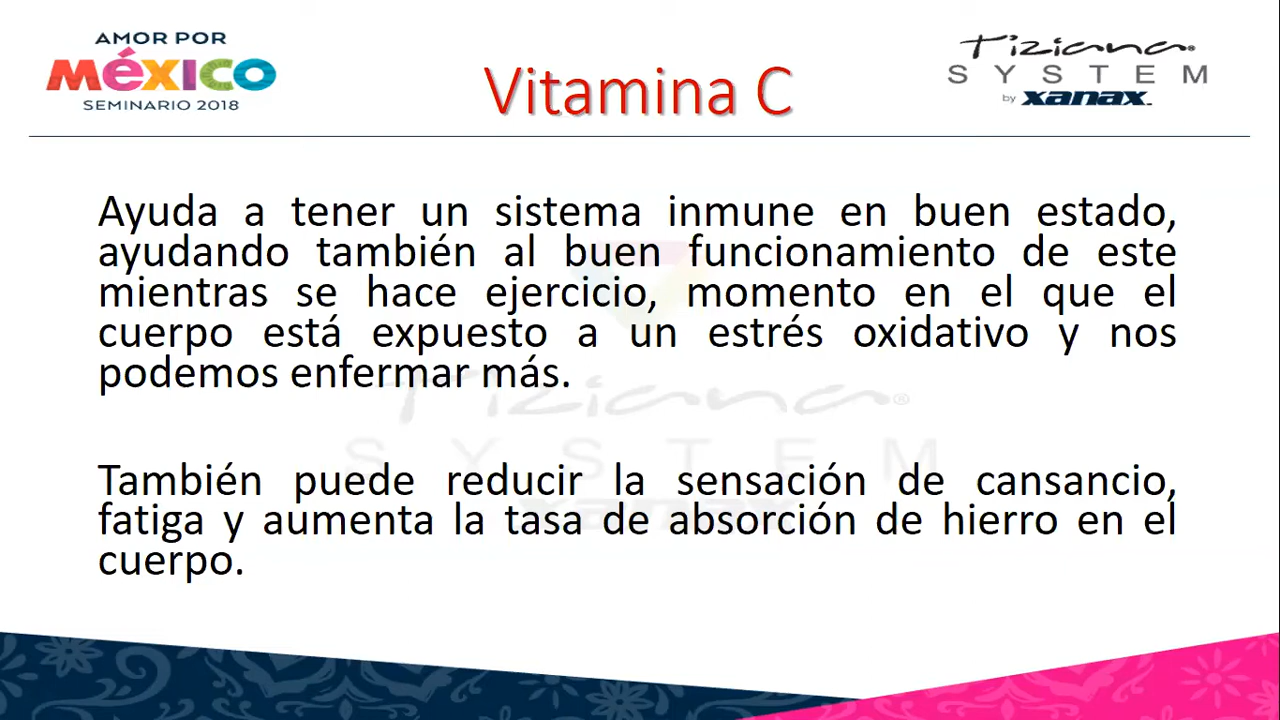 AMOR POR
méxico
SEMINARIO 2018
Vitamina C
Tiziana®
SYSTEM
by xanax™
Ayuda a tener un sistema inmune en buen estado,
ayudando también al buen funcionamiento de este
mientras se hace ejercicio, momento en el que el
cuerpo está expuesto a un estrés oxidativo y nos
podemos enfermar más.
Tiziana®
SYSTEM
xanax
También puede reducir la sensación de cansancio,
fatiga y aumenta la tasa de absorción de hierro en el
cuerpo.